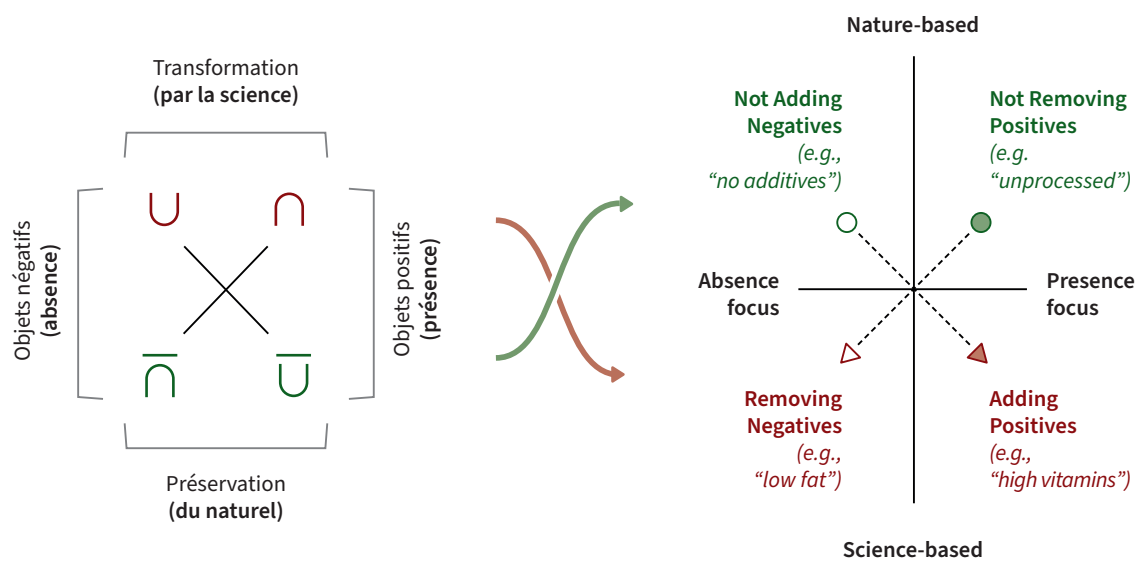 Transformation
(par la science)
Objets négatifs
(absence)
∪
∩
∩
∪
Objets positifs
(présence)
Préservation
(du naturel)
Nature-based
Not Adding
Negatives
(e.g.,
“no additives”)
Not Removing
Positives
(e.g.
“unprocessed”)
Absence
focus
Presence
focus
Removing
Negatives
(e.g.,
“low fat”)
Adding
Positives
(e.g.,
“high vitamins”)
Science-based